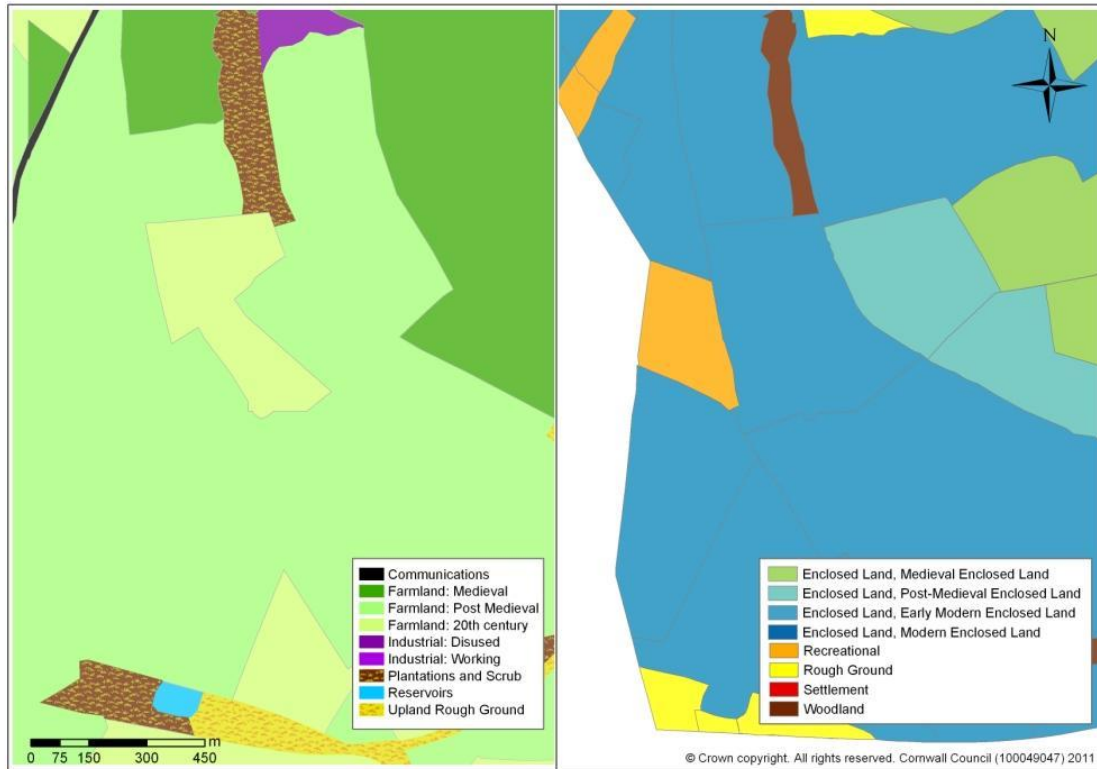 N
Communications
Farmland: Medieval
Farmland: Post Medieval
Farmland: 20th century
Industrial: Disused
Industrial: Working
Plantations and Scrub
Reservoirs
Upland Rough Ground
m
0 75 150 300 450
Enclosed Land, Medieval Enclosed Land
Enclosed Land, Post-Medieval Enclosed Land
Enclosed Land, Early Modern Enclosed Land
Enclosed Land, Modern Enclosed Land
Recreational
Rough Ground
Settlement
Woodland
© Crown copyright. All rights reserved. Cornwall Council (100049047) 2011